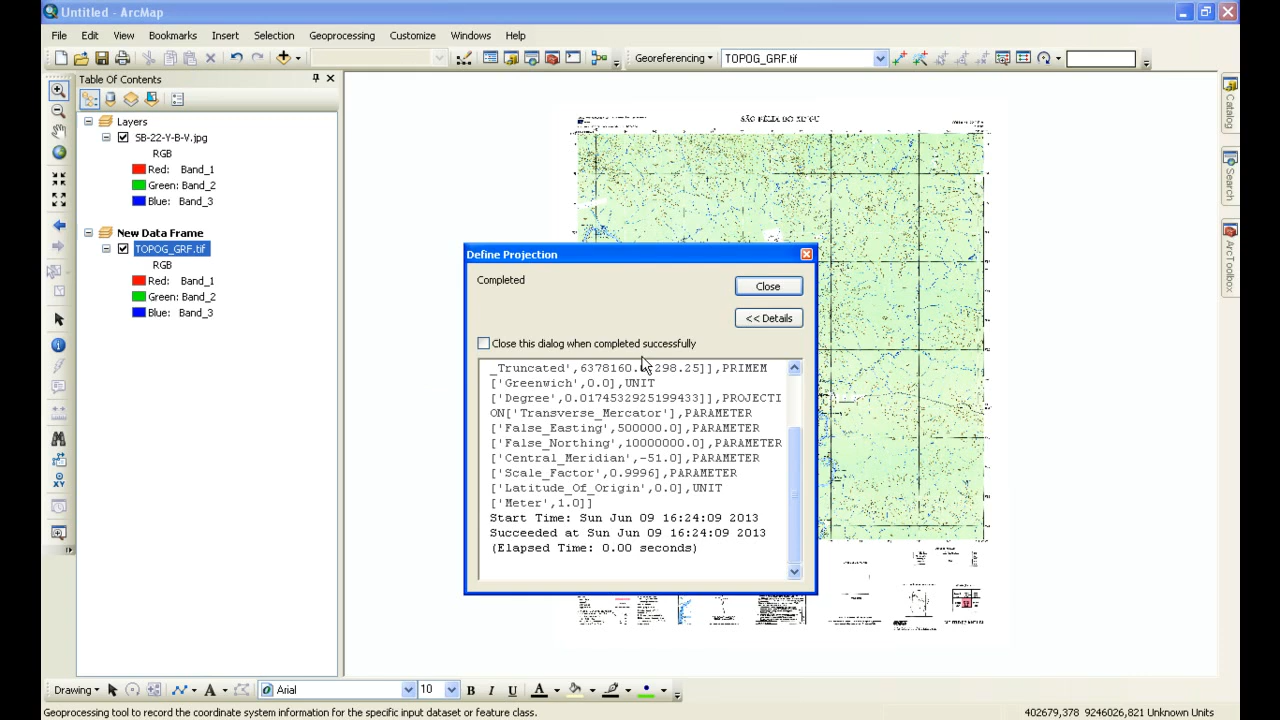 Untitled - ArcMap
File Edit View Bookmarks Insert Selection Geoprocessing Customize Windows Help
Georeferencing TOPOG_GRF.tif
Table Of Contents
Layers
SB-22-Y-B-V.jpg
RGB
Red: Band_1
Green: Band_2
Blue: Band_3
New Data Frame
TOPOG_GRF.tif
RGB
Red: Band_1
Green: Band_2
Blue: Band_3
Catalog
Search
ArcToolbox
Define Projection
Completed
Close
<< Details
Close this dialog when completed successfully
_Truncated',6378160. 298.25]],PRIMEM
['Greenwich',0.0],UNIT
['Degree',0.0174532925199433]],PROJECTI
ON['Transverse_Mercator'],PARAMETER
['False_Easting',500000.0],PARAMETER
['False_Northing',10000000.0],PARAMETER
['Central_Meridian',-51.0],PARAMETER
['Scale_Factor',0.9996],PARAMETER
['Latitude_Of_Origin',0.0],UNIT
['Meter',1.0]]
Start Time: Sun Jun 09 16:24:09 2013
Succeeded at Sun Jun 09 16:24:09 2013
(Elapsed Time: 0.00 seconds)
Drawing A Arial 10 B I U A
Geoprocessing tool to record the coordinate system information for the specific input dataset or feature class.
402679,378 9246026,821 Unknown Units